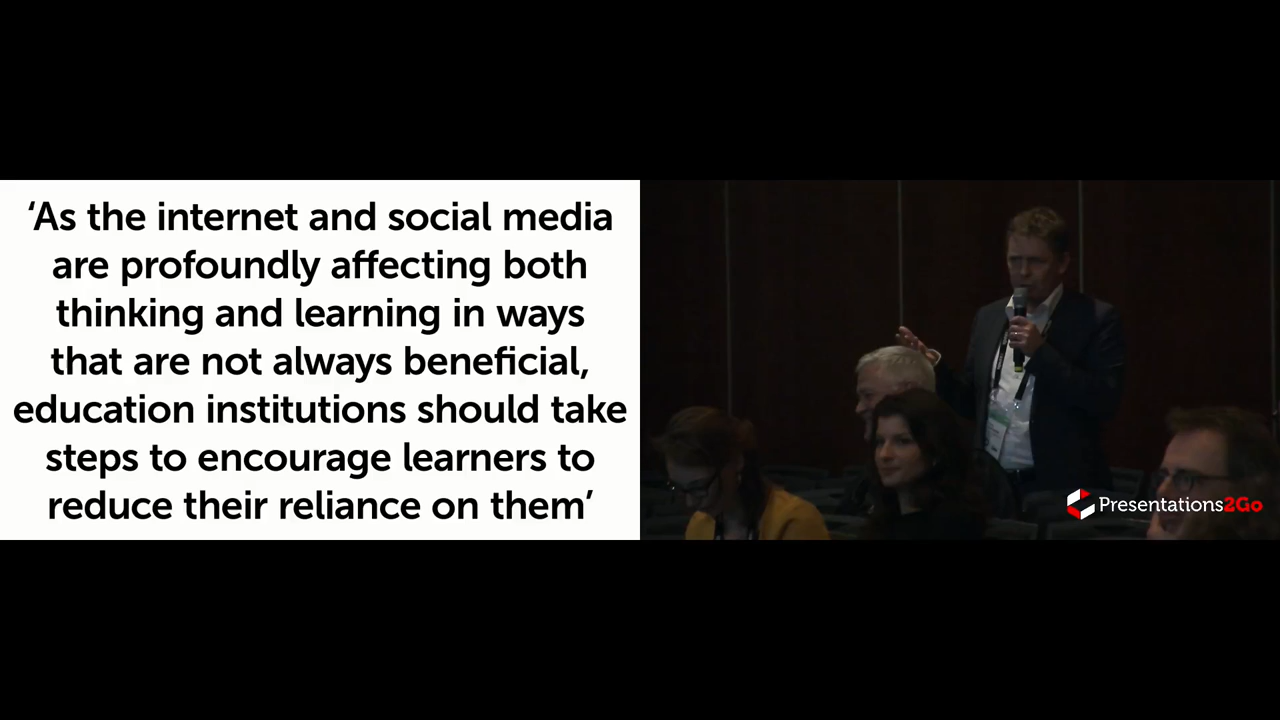 ‘As the internet and social media
are profoundly affecting both
thinking and learning in ways
that are not always beneficial,
education institutions should take
steps to encourage learners to
reduce their reliance on them’
Presentations2Go